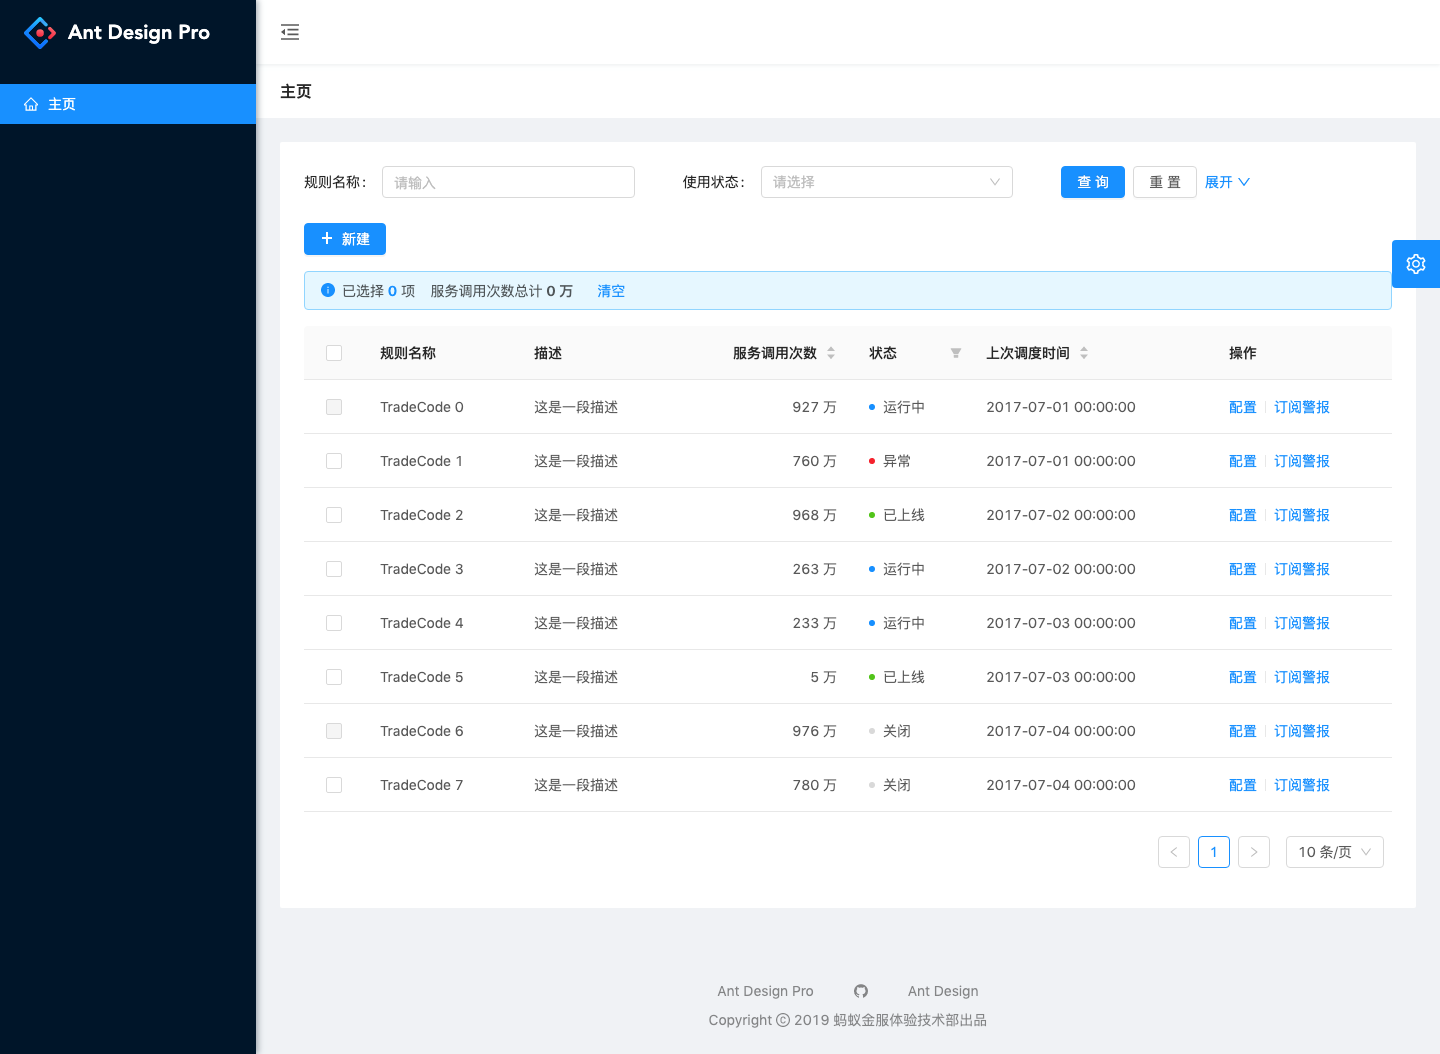 Ant Design Pro
主页
主页
规则名称: 请输入 使用状态: 请选择 查 询 重 置 展开
+ 新建
已选择 0 项 服务调用次数总计 0 万 清空
规则名称 描述 服务调用次数 状态 上次调度时间 操作
TradeCode 0 这是一段描述 927 万 运行中 2017-07-01 00:00:00 配置 订阅警报
TradeCode 1 这是一段描述 760 万 异常 2017-07-01 00:00:00 配置 订阅警报
TradeCode 2 这是一段描述 968 万 已上线 2017-07-02 00:00:00 配置 订阅警报
TradeCode 3 这是一段描述 263 万 运行中 2017-07-02 00:00:00 配置 订阅警报
TradeCode 4 这是一段描述 233 万 运行中 2017-07-03 00:00:00 配置 订阅警报
TradeCode 5 这是一段描述 5 万 已上线 2017-07-03 00:00:00 配置 订阅警报
TradeCode 6 这是一段描述 976 万 关闭 2017-07-04 00:00:00 配置 订阅警报
TradeCode 7 这是一段描述 780 万 关闭 2017-07-04 00:00:00 配置 订阅警报
< 1 > 10 条/页
Ant Design Pro Ant Design
Copyright © 2019 蚂蚁金服体验技术部出品